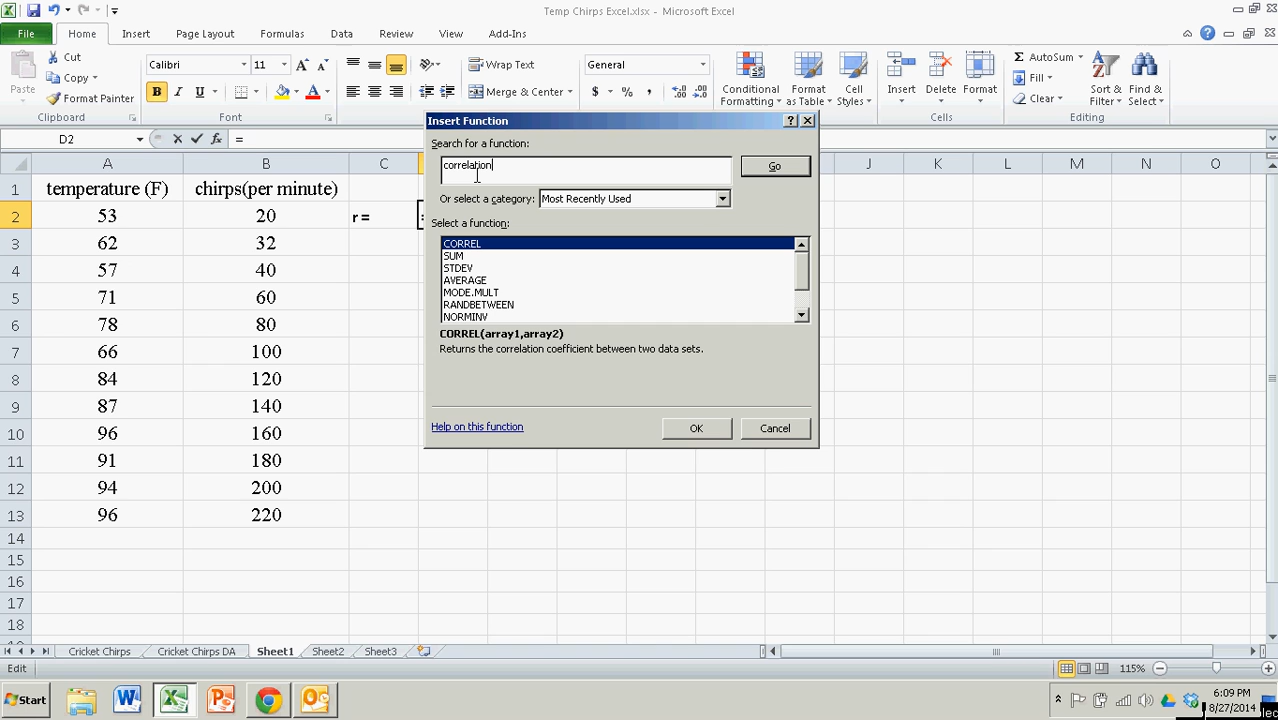 Temp Chirps Excel.xlsx - Microsoft Excel
File Home Insert Page Layout Formulas Data Review View Add-Ins
Cut
Copy
Format Painter
Paste
Clipboard
Calibri 11
B I U A
Font
Wrap Text
Merge & Center
Alignment
General
$ % ,
Number
Conditional Formatting
Format as Table
Cell Styles
Styles
Insert Delete Format
Cells
AutoSum
Fill
Clear
Sort & Filter
Find & Select
Editing
D2 fx =
A B C J K L M N O
1 temperature (F) chirps(per minute)
2 53 20 r =
3 62 32
4 57 40
5 71 60
6 78 80
7 66 100
8 84 120
9 87 140
10 96 160
11 91 180
12 94 200
13 96 220
14
15
16
17
18
Insert Function
Search for a function:
correlation
Go
Or select a category: Most Recently Used
Select a function:
CORREL
SUM
STDEV
AVERAGE
MODE.MULT
RANDBETWEEN
NORMINV
CORREL(array1,array2)
Returns the correlation coefficient between two data sets.
Help on this function
OK Cancel
Cricket Chirps Cricket Chirps DA Sheet1 Sheet2 Sheet3
Edit 115%
Start
6:09 PM
8/27/2014